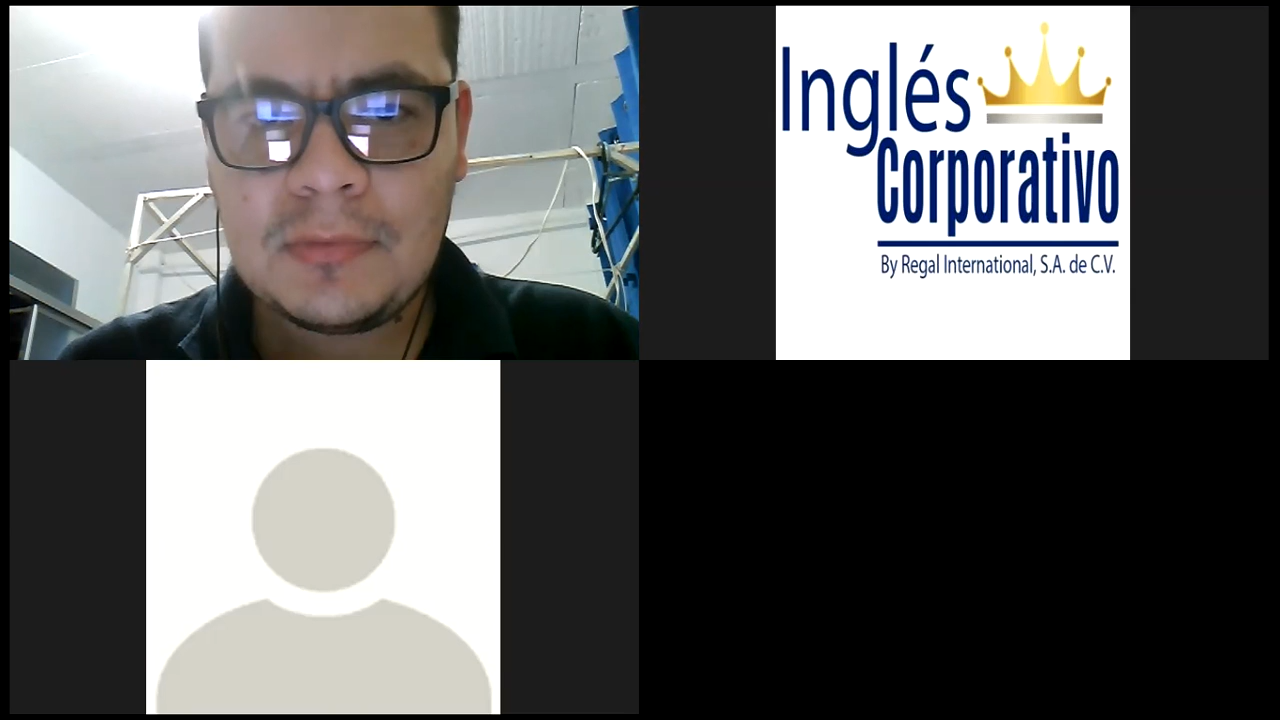 Inglés
Corporativo
By Regal International, S.A. de C.V.